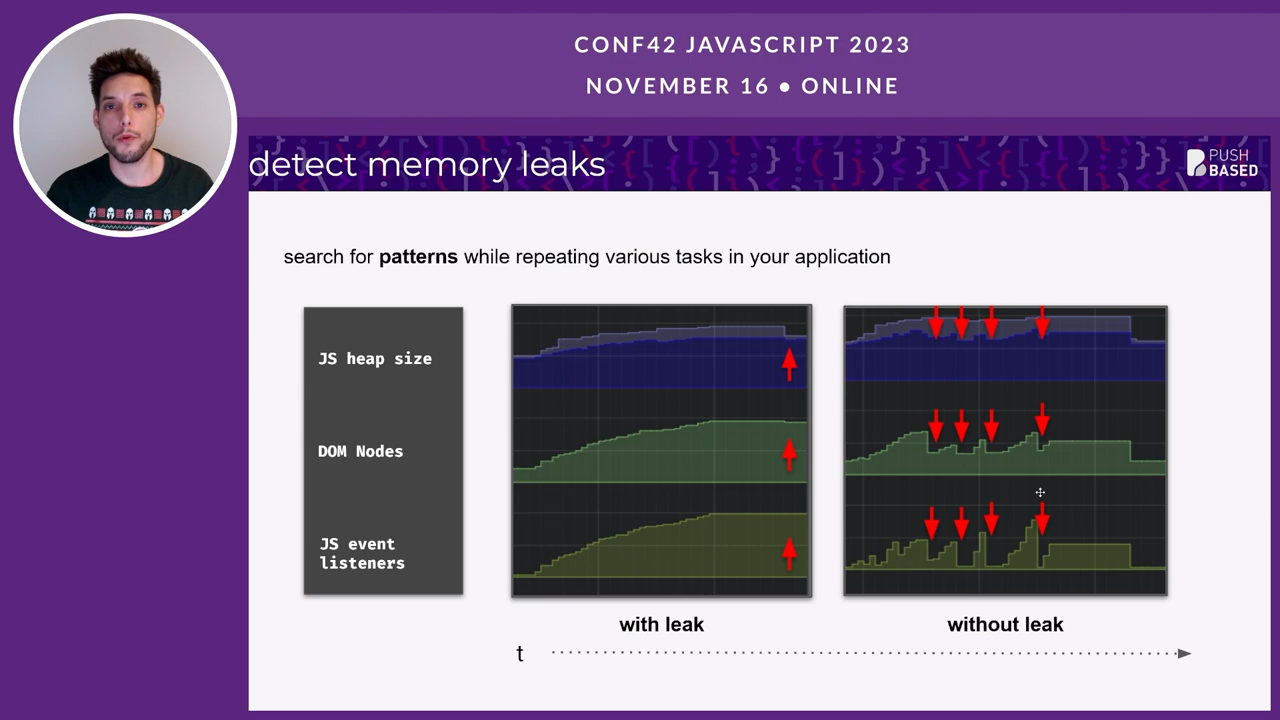 CONF42 JAVASCRIPT 2023
NOVEMBER 16 ● ONLINE
detect memory leaks
PUSH
BASED
search for patterns while repeating various tasks in your application
JS heap size
DOM Nodes
JS event
listeners
with leak
without leak
t